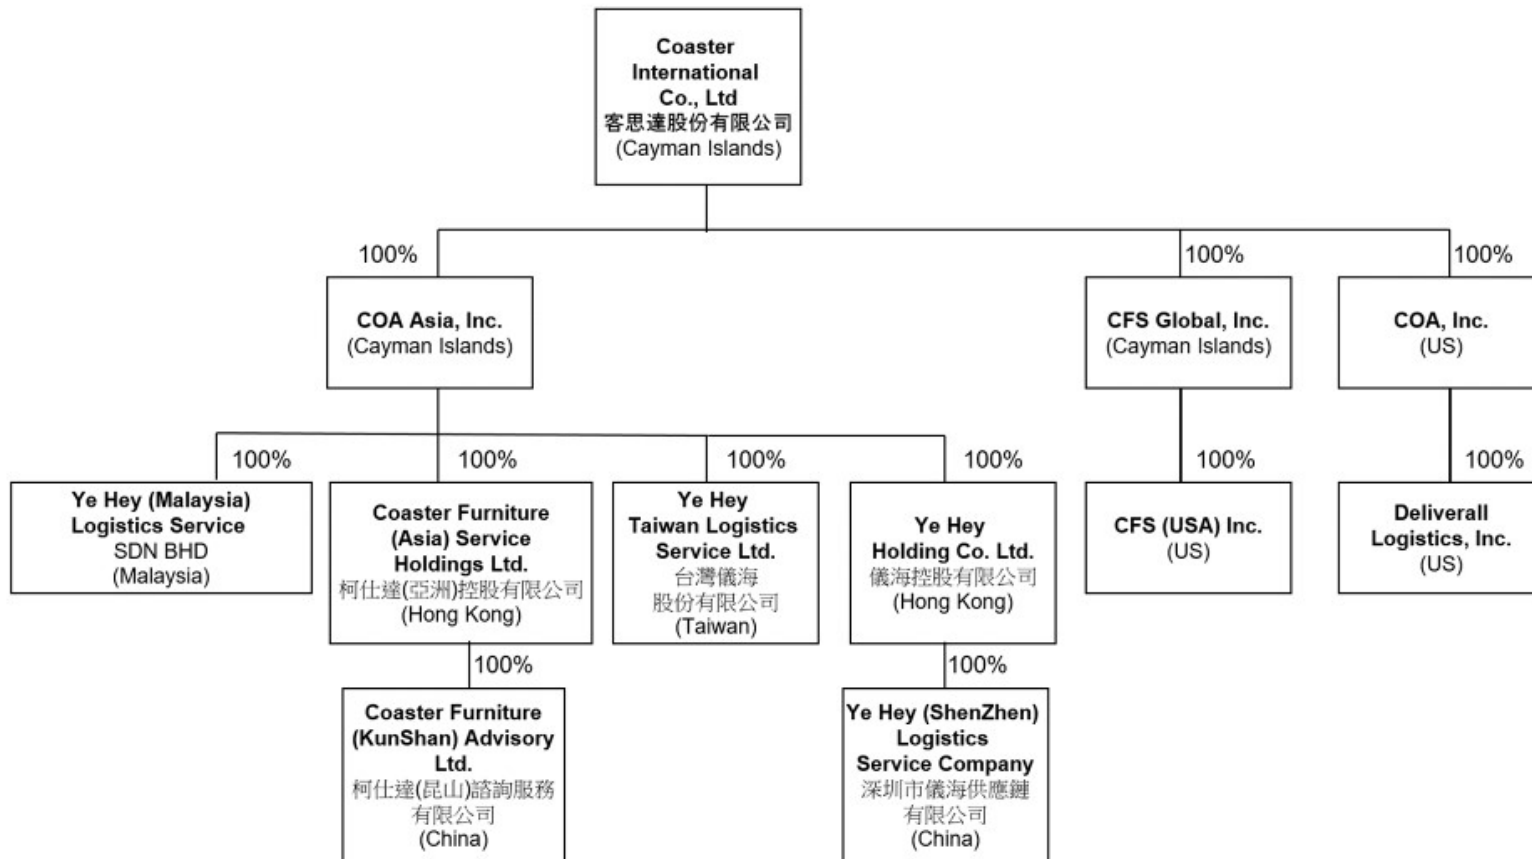 Coaster
International
Co., Ltd
客思達股份有限公司
(Cayman Islands)
100%
100%
100%
COA Asia, Inc.
(Cayman Islands)
CFS Global, Inc.
(Cayman Islands)
COA, Inc.
(US)
100%
100%
100%
100%
100%
100%
Ye Hey (Malaysia)
Logistics Service
SDN BHD
(Malaysia)
Coaster Furniture
(Asia) Service
Holdings Ltd.
柯仕達(亞洲)控股有限公司
(Hong Kong)
Ye Hey
Taiwan Logistics
Service Ltd.
台灣儀海
股份有限公司
(Taiwan)
Ye Hey
Holding Co. Ltd.
儀海控股有限公司
(Hong Kong)
CFS (USA) Inc.
(US)
Deliverall
Logistics, Inc.
(US)
100%
100%
Coaster Furniture
(KunShan) Advisory
Ltd.
柯仕達(昆山)諮詢服務
有限公司
(China)
Ye Hey (ShenZhen)
Logistics
Service Company
深圳市儀海供應鏈
有限公司
(China)